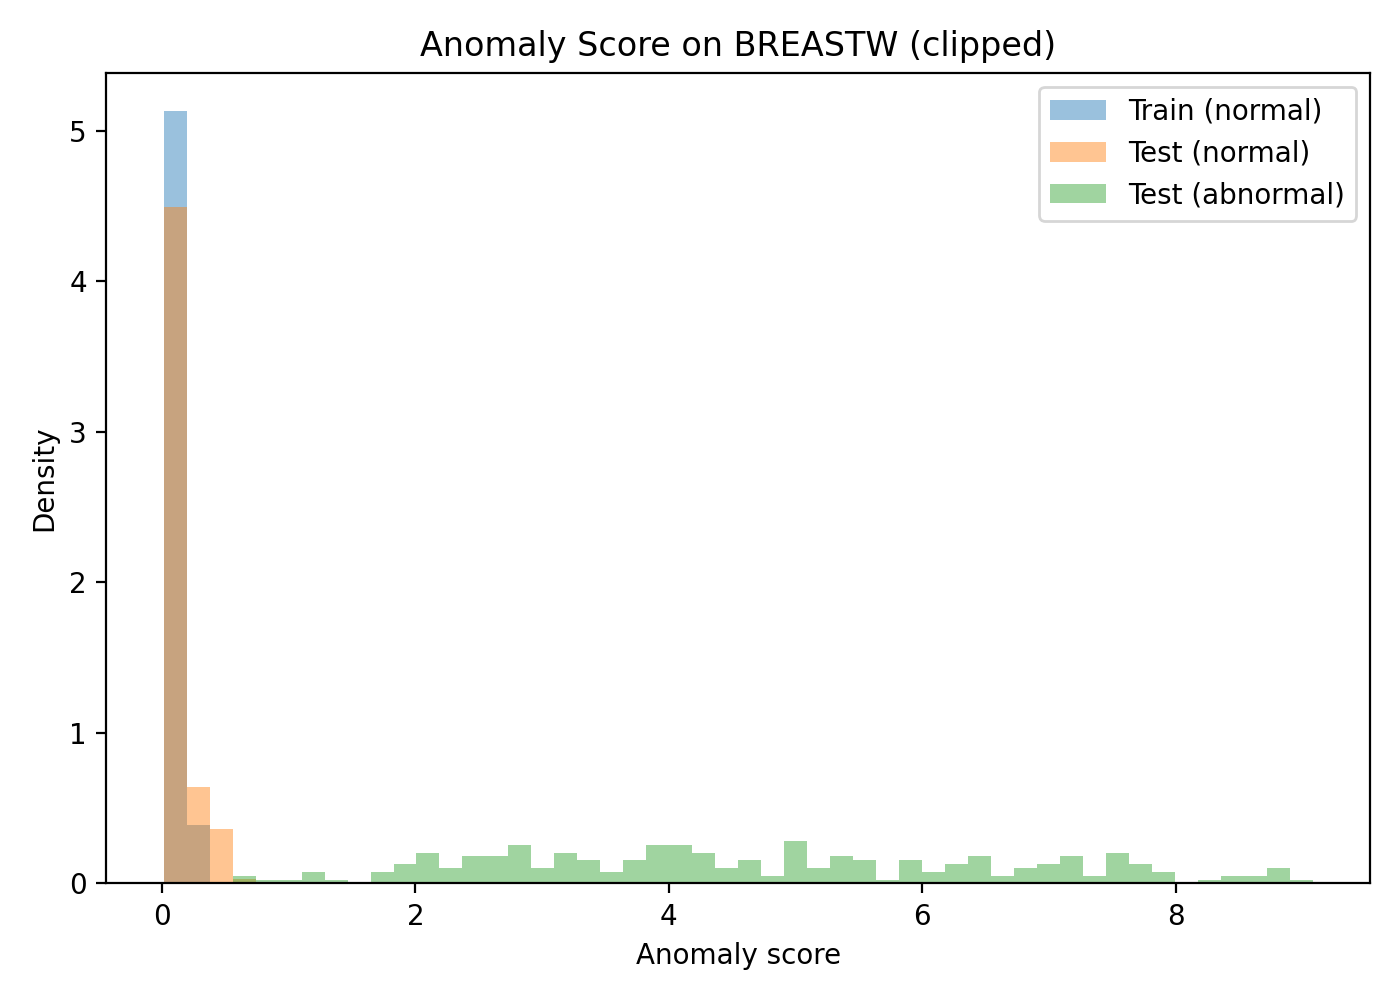 Anomaly Score on BREASTW (clipped)
Train (normal)
Test (normal)
Test (abnormal)
Density
5
4
3
2
1
0
0 2 4 6 8
Anomaly score